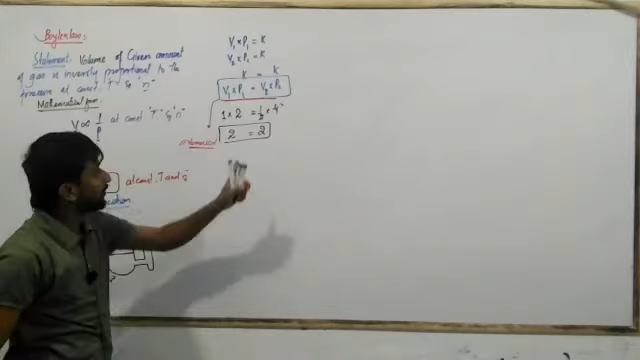 Boyles law:
Statement: Volume of Given amount
of gas is inversly proportional to the
pressure at const "T" & "n"
Mathematical form
V ∝ 1/P at const "T" & "n"
at const. T and n
V₁ × P₁ = K
V₂ × P₂ = K
K = K
V₁ × P₁ = V₂ × P₂
1 × 2 = 1/2 × 4
2 = 2